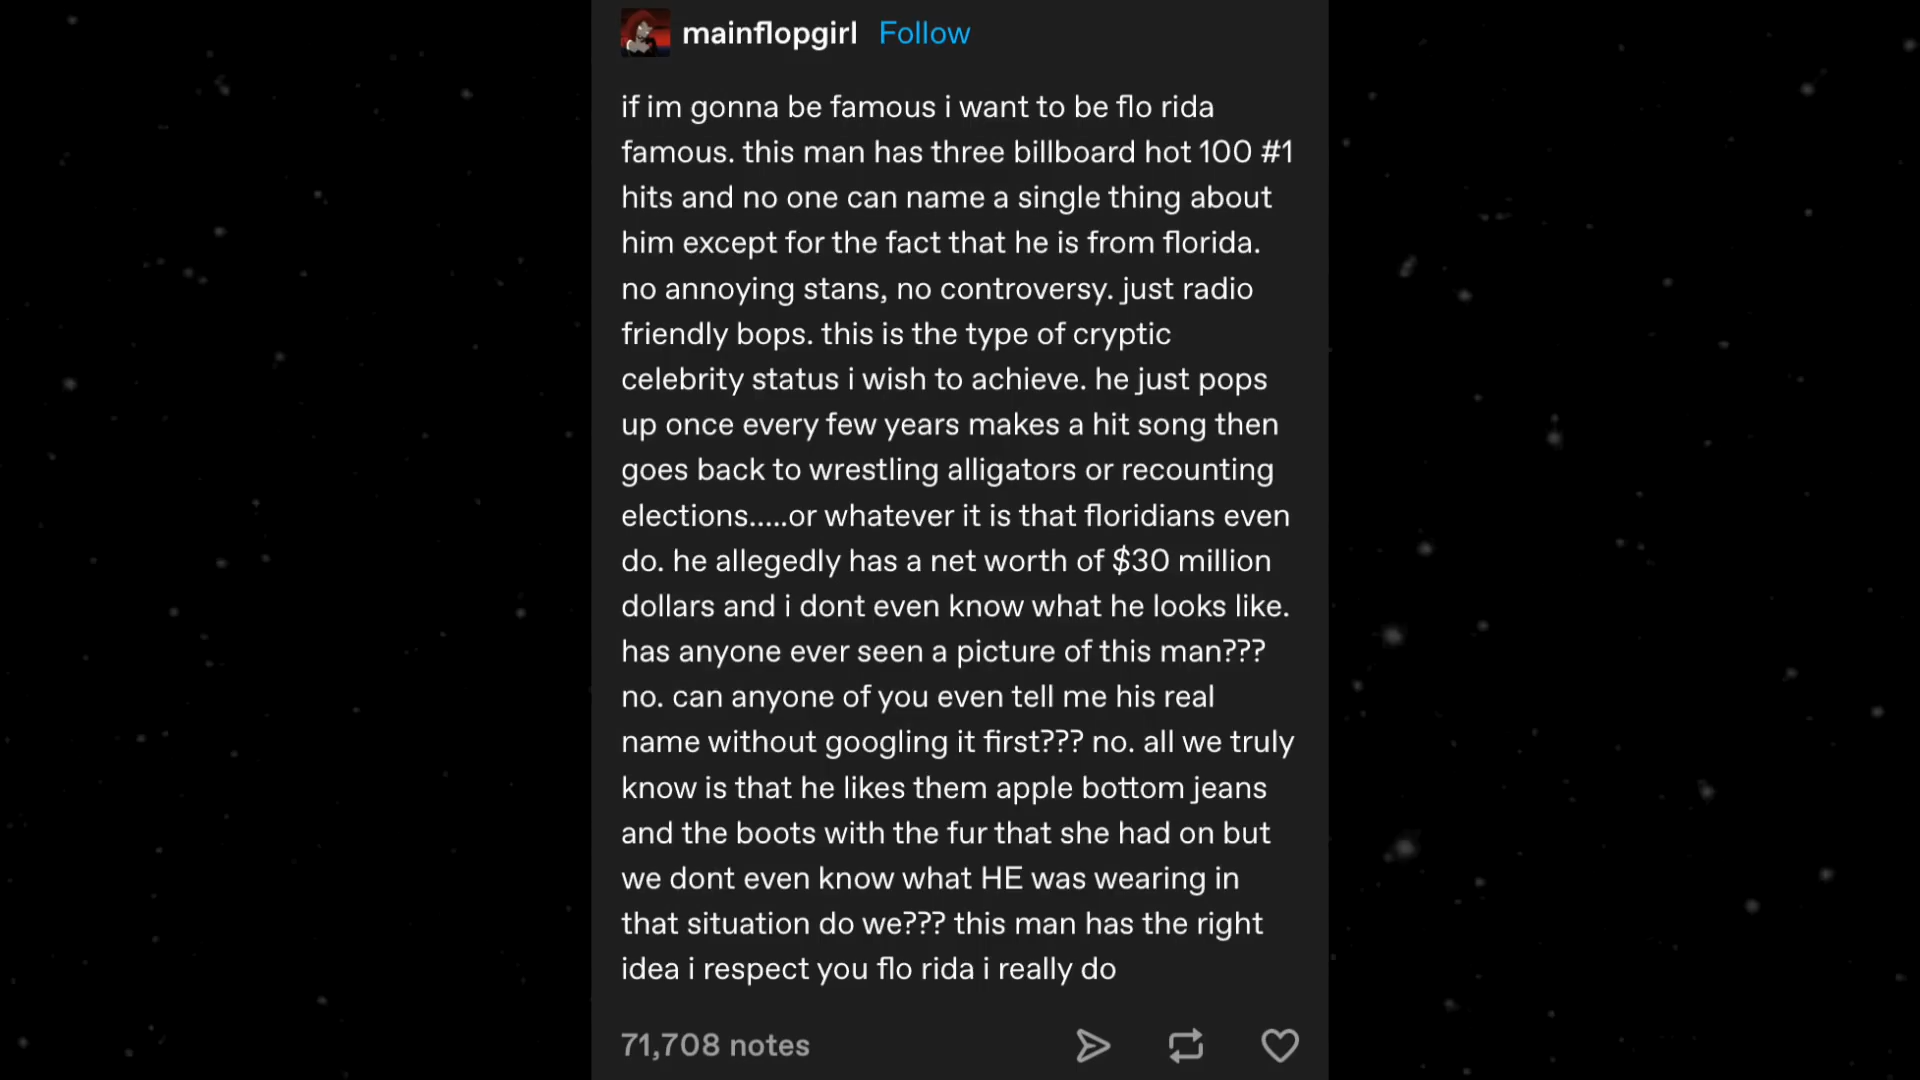 mainflopgirl Follow
if im gonna be famous i want to be flo rida
famous. this man has three billboard hot 100 #1
hits and no one can name a single thing about
him except for the fact that he is from florida.
no annoying stans, no controversy. just radio
friendly bops. this is the type of cryptic
celebrity status i wish to achieve. he just pops
up once every few years makes a hit song then
goes back to wrestling alligators or recounting
elections.....or whatever it is that floridians even
do. he allegedly has a net worth of $30 million
dollars and i dont even know what he looks like.
has anyone ever seen a picture of this man???
no. can anyone of you even tell me his real
name without googling it first??? no. all we truly
know is that he likes them apple bottom jeans
and the boots with the fur that she had on but
we dont even know what HE was wearing in
that situation do we??? this man has the right
idea i respect you flo rida i really do
71,708 notes